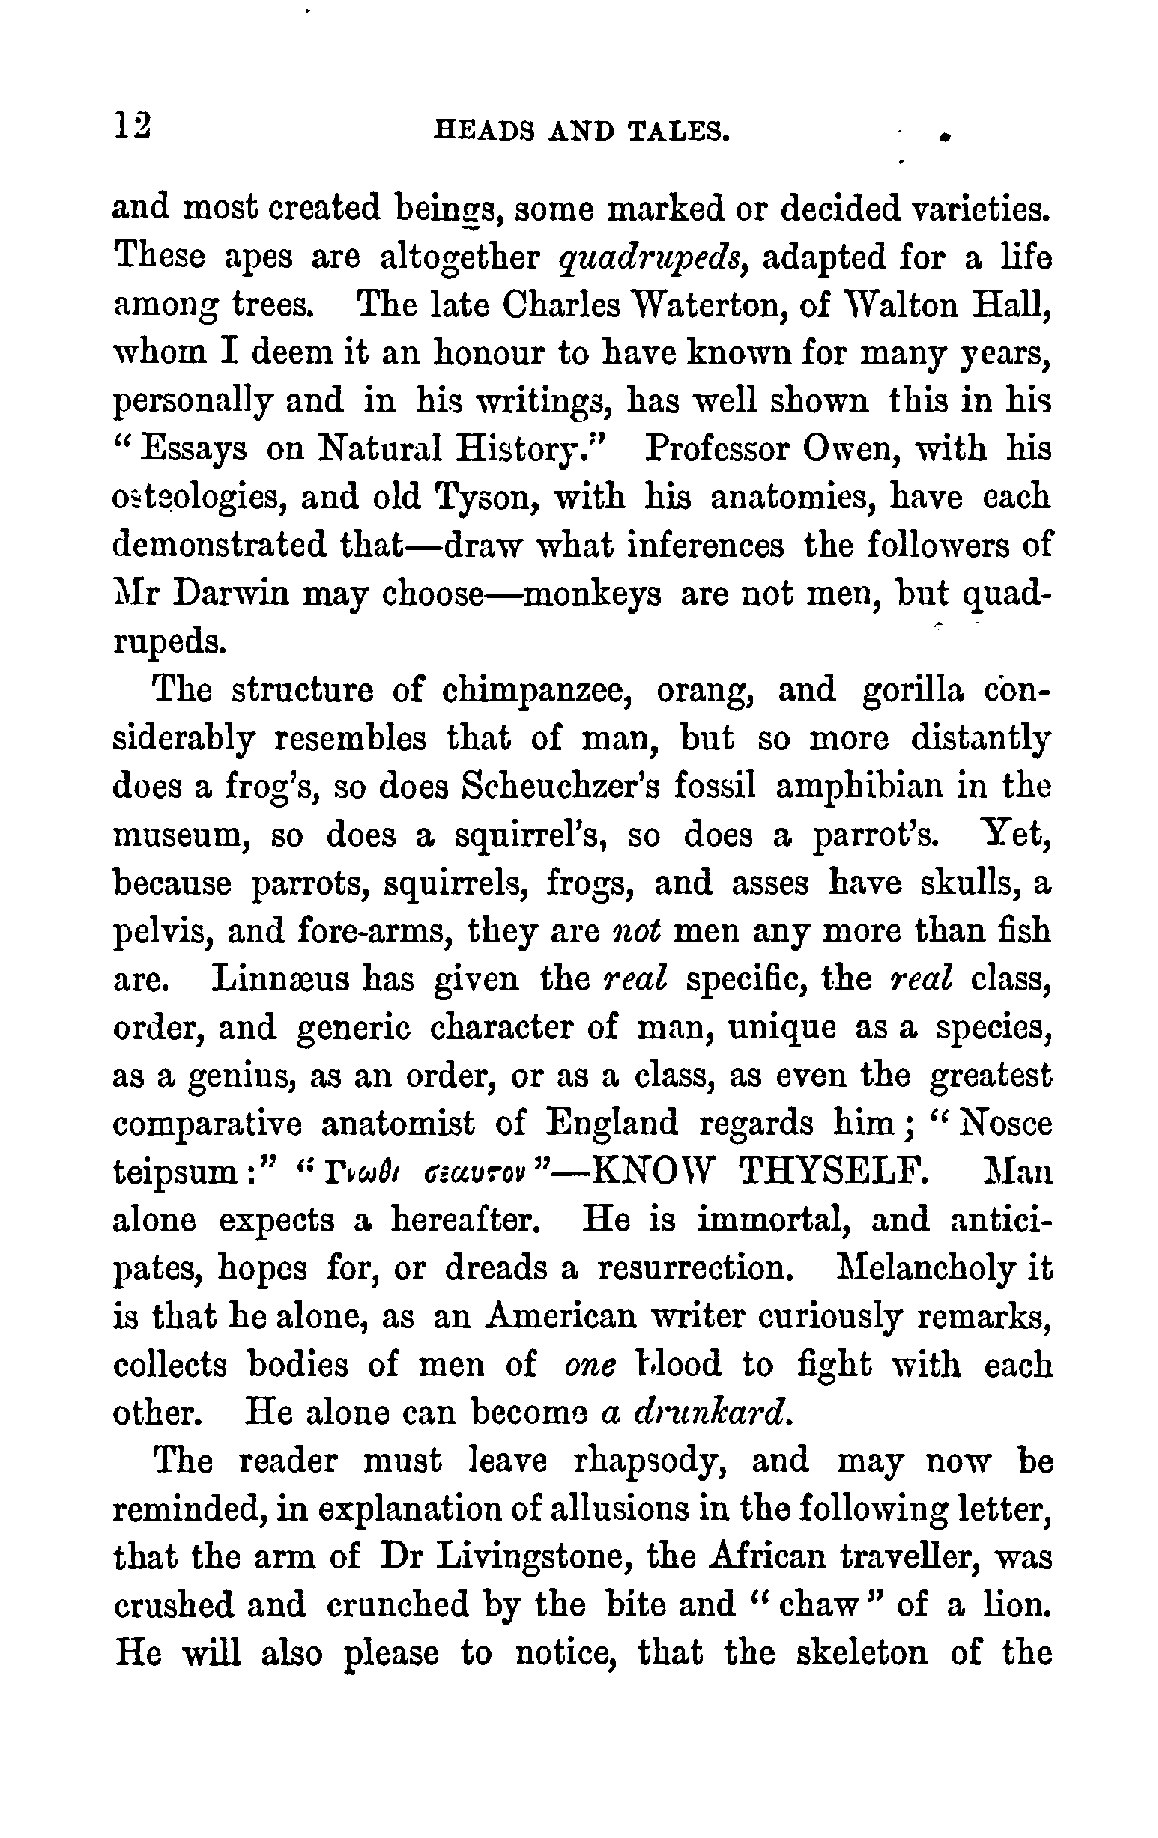 12 HEADS AND TALES.
and most created beings, some marked or decided varieties.
These apes are altogether quadrupeds, adapted for a life
among trees. The late Charles Waterton, of Walton Hall,
whom I deem it an honour to have known for many years,
personally and in his writings, has well shown this in his
“ Essays on Natural History.” Professor Owen, with his
osteologies, and old Tyson, with his anatomies, have each
demonstrated that—draw what inferences the followers of
Mr Darwin may choose—monkeys are not men, but quad-
rupeds.
The structure of chimpanzee, orang, and gorilla con-
siderably resembles that of man, but so more distantly
does a frog’s, so does Scheuchzer’s fossil amphibian in the
museum, so does a squirrel’s, so does a parrot’s. Yet,
because parrots, squirrels, frogs, and asses have skulls, a
pelvis, and fore-arms, they are not men any more than fish
are. Linnæus has given the real specific, the real class,
order, and generic character of man, unique as a species,
as a genius, as an order, or as a class, as even the greatest
comparative anatomist of England regards him ; “ Nosce
teipsum :” “ Γνωθι σεαυτον ”—KNOW THYSELF. Man
alone expects a hereafter. He is immortal, and antici-
pates, hopes for, or dreads a resurrection. Melancholy it
is that he alone, as an American writer curiously remarks,
collects bodies of men of one blood to fight with each
other. He alone can become a drunkard.
The reader must leave rhapsody, and may now be
reminded, in explanation of allusions in the following letter,
that the arm of Dr Livingstone, the African traveller, was
crushed and crunched by the bite and “ chaw ” of a lion.
He will also please to notice, that the skeleton of the